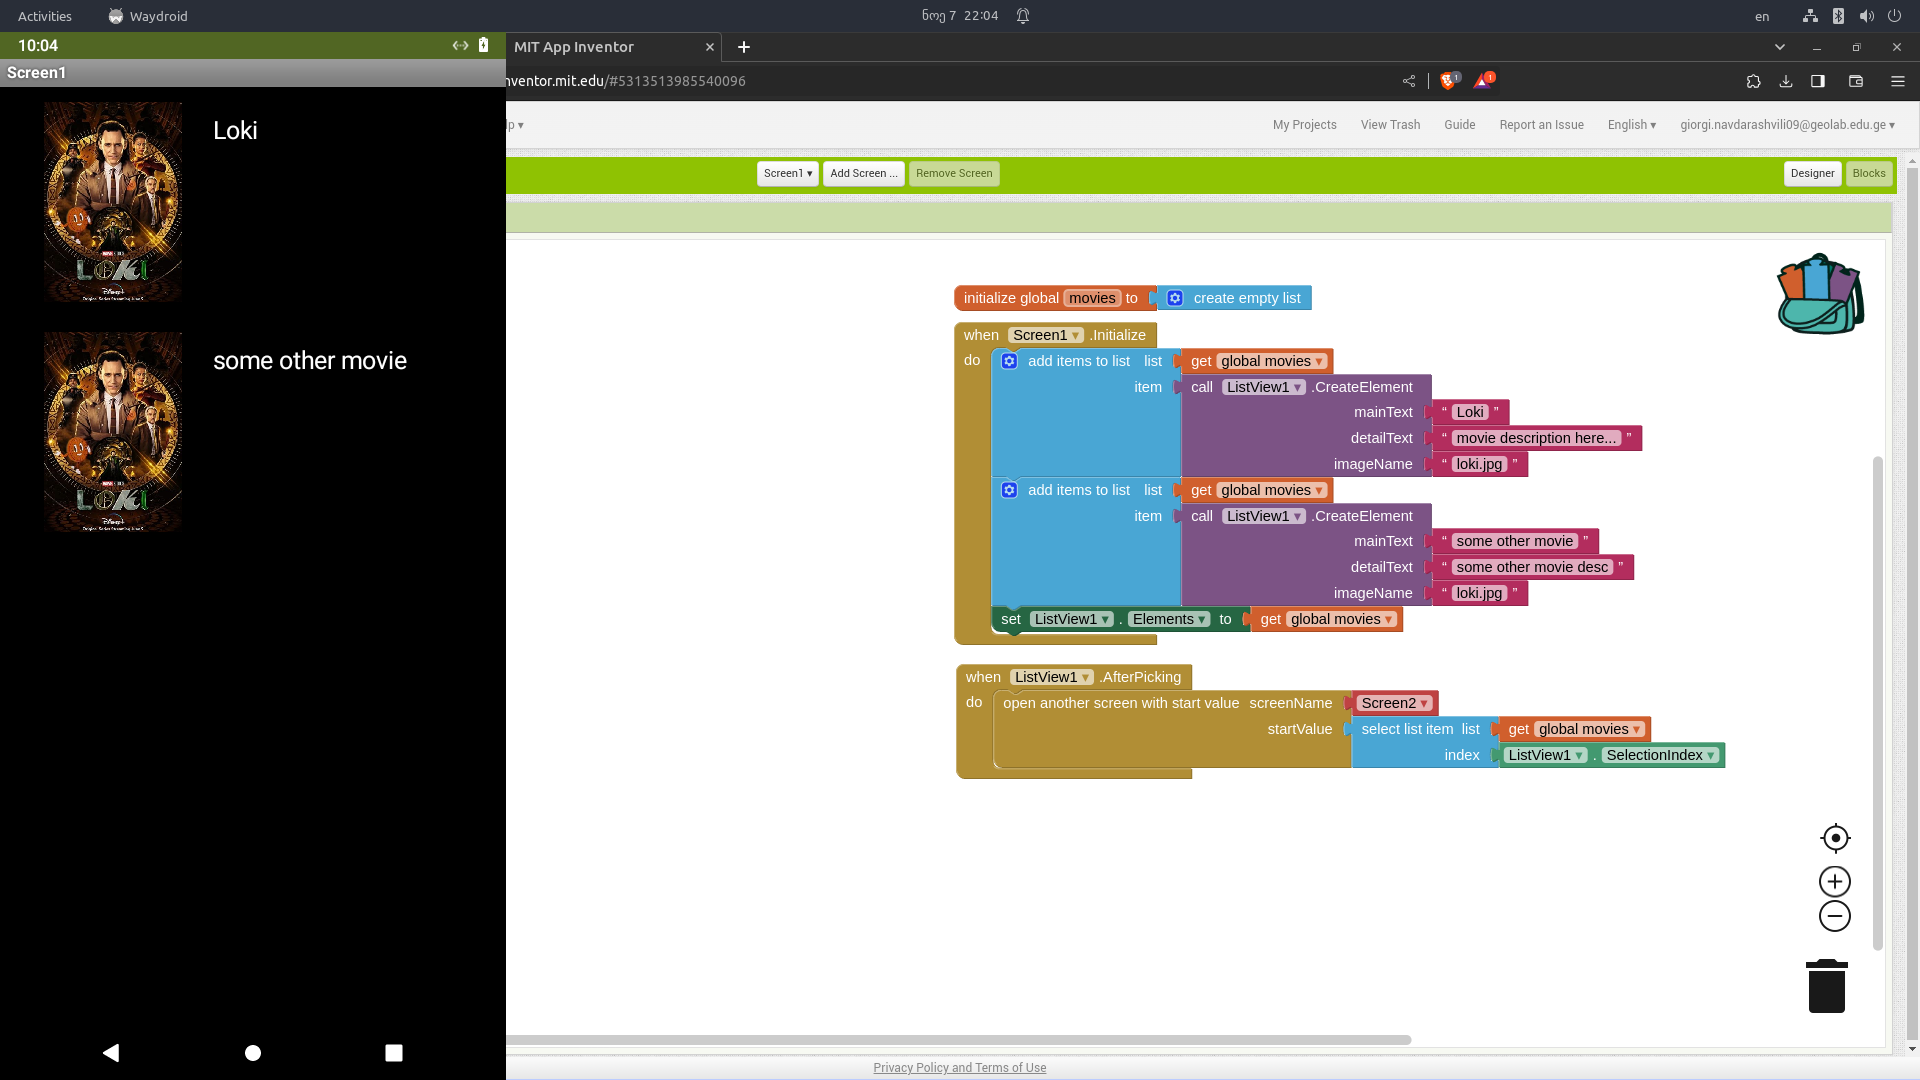 Activities Waydroid ნოე 7 22:04 en
10:04
Screen1
Loki
LOKI
some other movie
LOKI
MIT App Inventor
nventor.mit.edu/#5313513985540096
1 1
lp ▾ My Projects View Trash Guide Report an Issue English ▾ giorgi.navdarashvili09@geolab.edu.ge ▾
Screen1 ▾ Add Screen ... Remove Screen Designer Blocks
initialize global movies to create empty list
when Screen1 .Initialize
do add items to list list get global movies
item call ListView1 .CreateElement
mainText “ Loki ”
detailText “ movie description here... ”
imageName “ loki.jpg ”
add items to list list get global movies
item call ListView1 .CreateElement
mainText “ some other movie ”
detailText “ some other movie desc ”
imageName “ loki.jpg ”
set ListView1 . Elements to get global movies
when ListView1 .AfterPicking
do open another screen with start value screenName Screen2
startValue select list item list get global movies
index ListView1 . SelectionIndex
Privacy Policy and Terms of Use